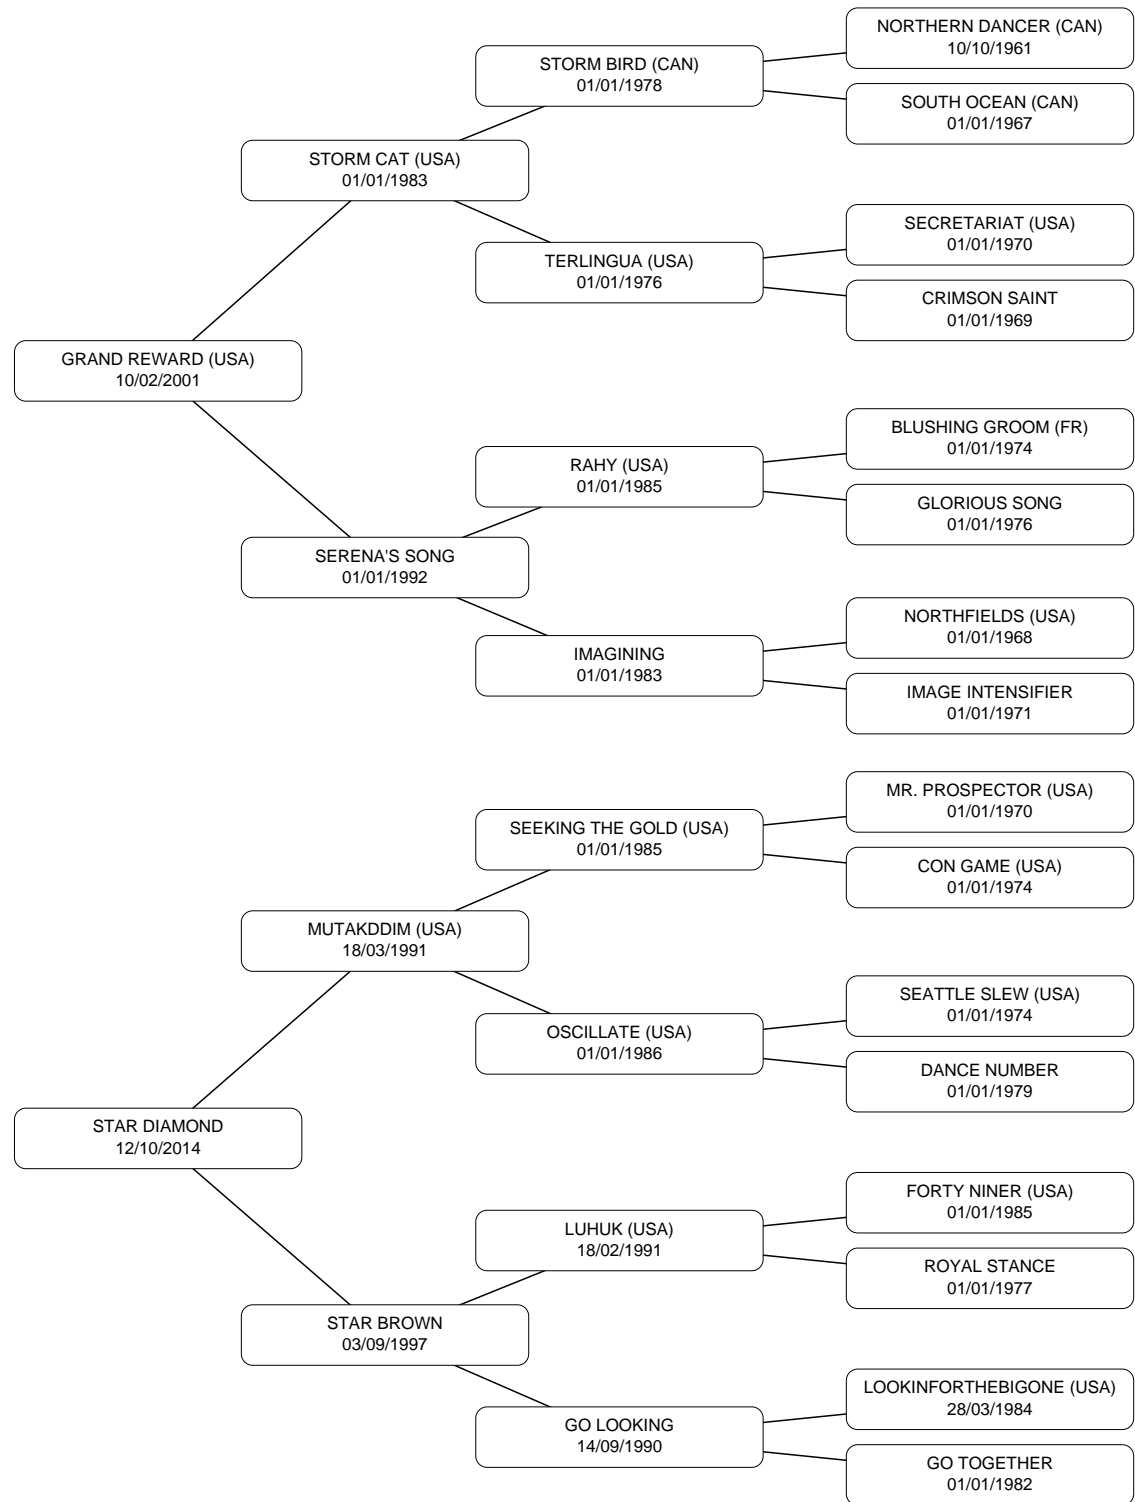 NORTHERN DANCER (CAN)
10/10/1961
STORM BIRD (CAN)
01/01/1978
SOUTH OCEAN (CAN)
01/01/1967
STORM CAT (USA)
01/01/1983
SECRETARIAT (USA)
01/01/1970
TERLINGUA (USA)
01/01/1976
CRIMSON SAINT
01/01/1969
GRAND REWARD (USA)
10/02/2001
BLUSHING GROOM (FR)
01/01/1974
RAHY (USA)
01/01/1985
GLORIOUS SONG
01/01/1976
SERENA'S SONG
01/01/1992
NORTHFIELDS (USA)
01/01/1968
IMAGINING
01/01/1983
IMAGE INTENSIFIER
01/01/1971
MR. PROSPECTOR (USA)
01/01/1970
SEEKING THE GOLD (USA)
01/01/1985
CON GAME (USA)
01/01/1974
MUTAKDDIM (USA)
18/03/1991
SEATTLE SLEW (USA)
01/01/1974
OSCILLATE (USA)
01/01/1986
DANCE NUMBER
01/01/1979
STAR DIAMOND
12/10/2014
FORTY NINER (USA)
01/01/1985
LUHUK (USA)
18/02/1991
ROYAL STANCE
01/01/1977
STAR BROWN
03/09/1997
LOOKINFORTHEBIGONE (USA)
28/03/1984
GO LOOKING
14/09/1990
GO TOGETHER
01/01/1982